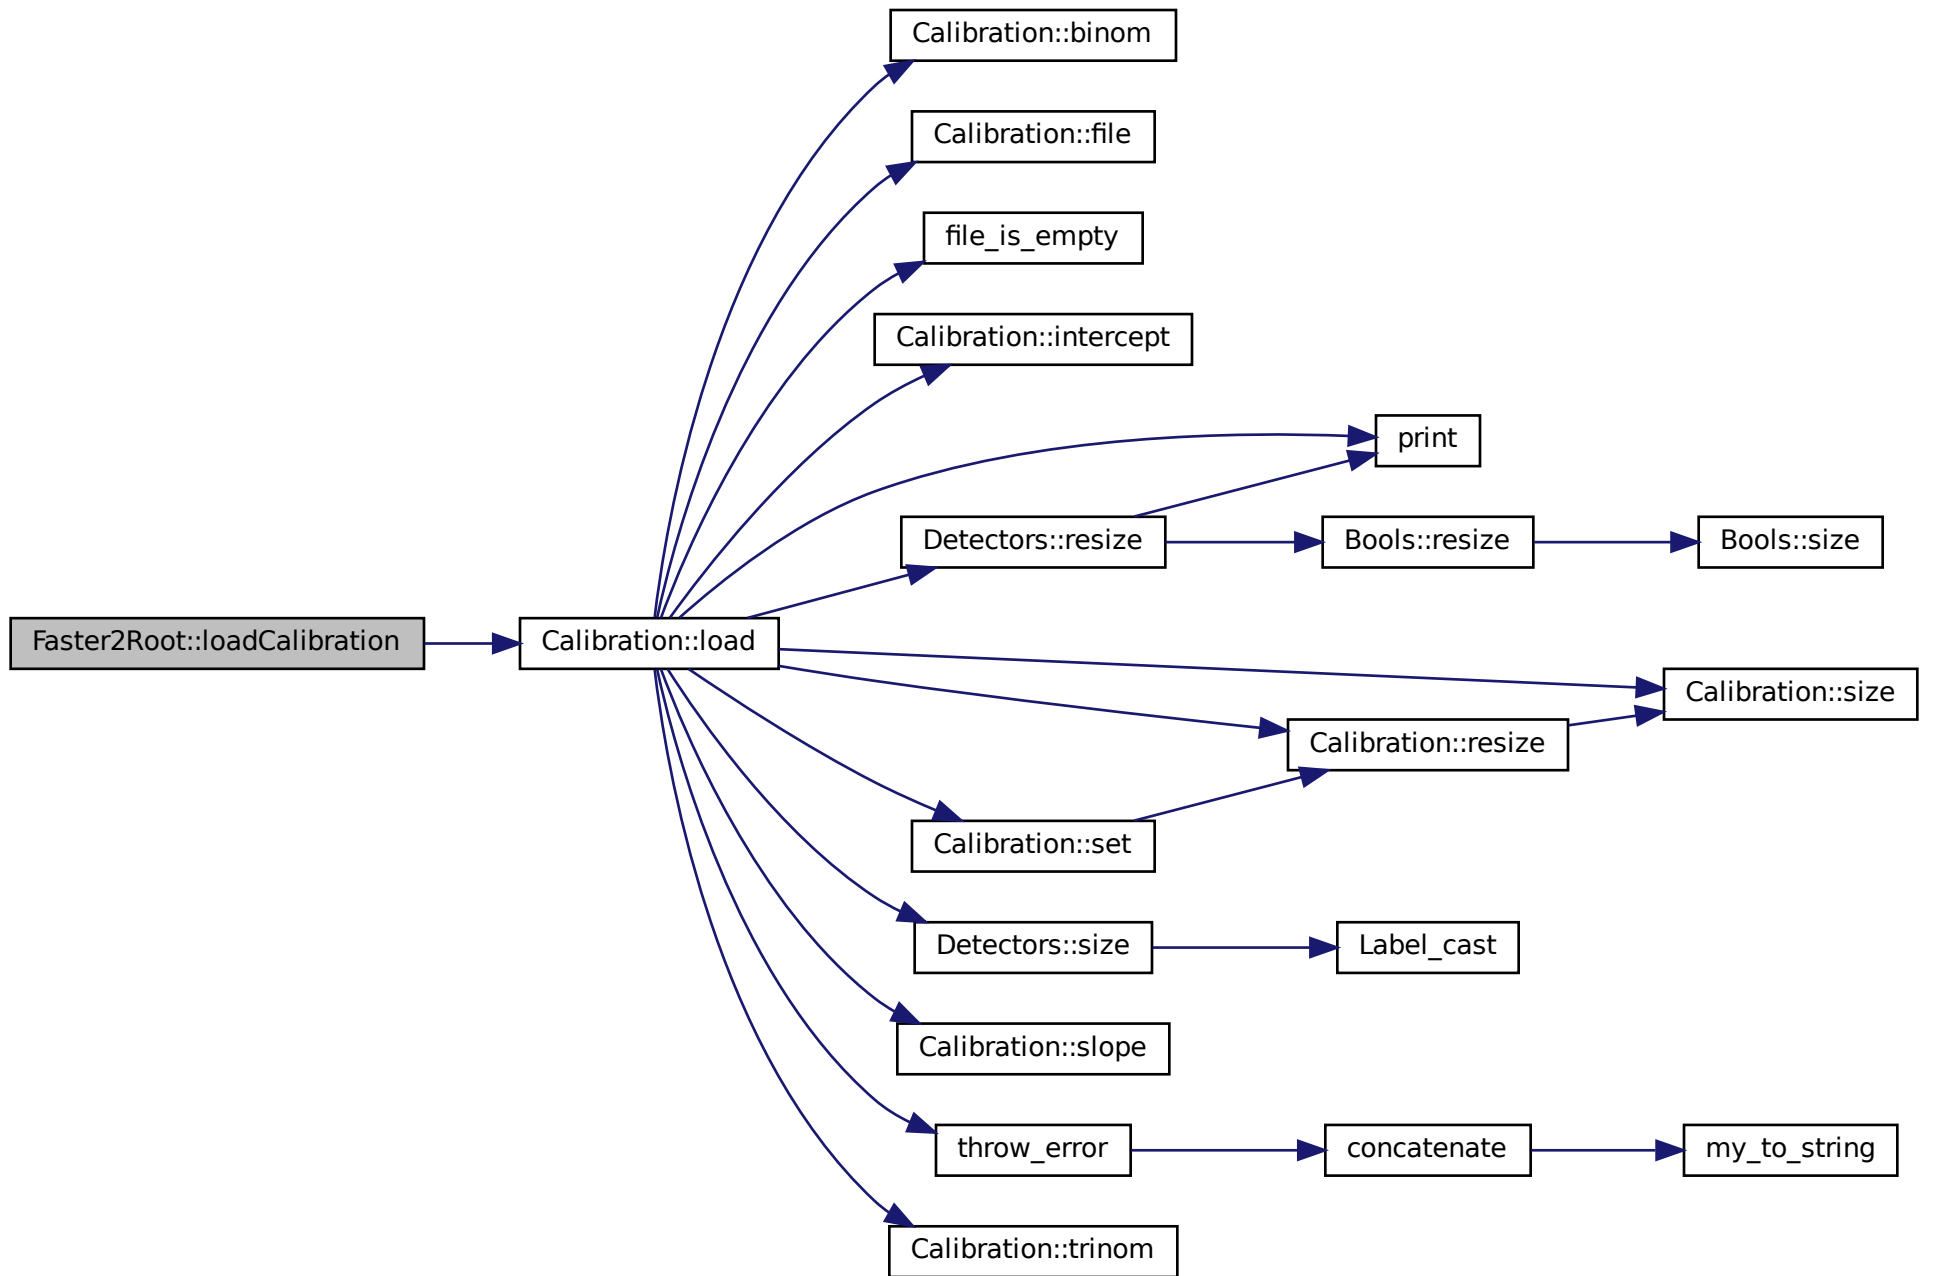 Calibration::binom
Calibration::file
file_is_empty
Calibration::intercept
print
Detectors::resize
Bools::resize
Bools::size
Faster2Root::loadCalibration
Calibration::load
Calibration::size
Calibration::resize
Calibration::set
Detectors::size
Label_cast
Calibration::slope
throw_error
concatenate
my_to_string
Calibration::trinom